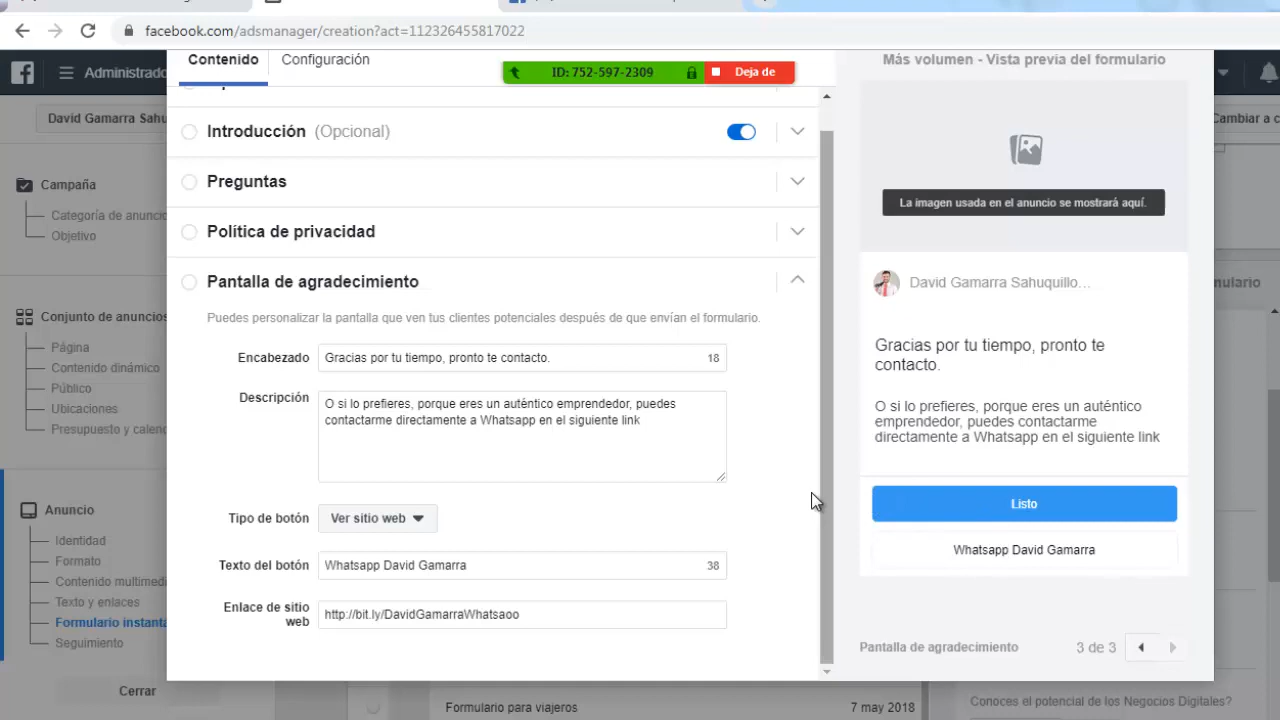 facebook.com/adsmanager/creation?act=112326455817022
Contenido
Configuración
ID: 752-597-2309
Deja de
Más volumen - Vista previa del formulario
Administrado
David Gamarra Sahu
Cambiar a c
Campaña
Categoría de anuncio
Objetivo
Conjunto de anuncios
Página
Contenido dinámico
Público
Ubicaciones
Presupuesto y calend
Anuncio
Identidad
Formato
Contenido multimed
Texto y enlaces
Formulario instanta
Seguimiento
Cerrar
Introducción (Opcional)
Preguntas
Política de privacidad
Pantalla de agradecimiento
Puedes personalizar la pantalla que ven tus clientes potenciales después de que envían el formulario.
Encabezado
Gracias por tu tiempo, pronto te contacto.
18
Descripción
O si lo prefieres, porque eres un auténtico emprendedor, puedes
contactarme directamente a Whatsapp en el siguiente link
Tipo de botón
Ver sitio web
Texto del botón
Whatsapp David Gamarra
38
Enlace de sitio
web
http://bit.ly/DavidGamarraWhatsaoo
La imagen usada en el anuncio se mostrará aquí.
David Gamarra Sahuquillo...
Gracias por tu tiempo, pronto te
contacto.
O si lo prefieres, porque eres un auténtico
emprendedor, puedes contactarme
directamente a Whatsapp en el siguiente link
Listo
Whatsapp David Gamarra
Pantalla de agradecimiento
3 de 3
nulario
Formulario para viajeros
7 may 2018
Conoces el potencial de los Negocios Digitales?